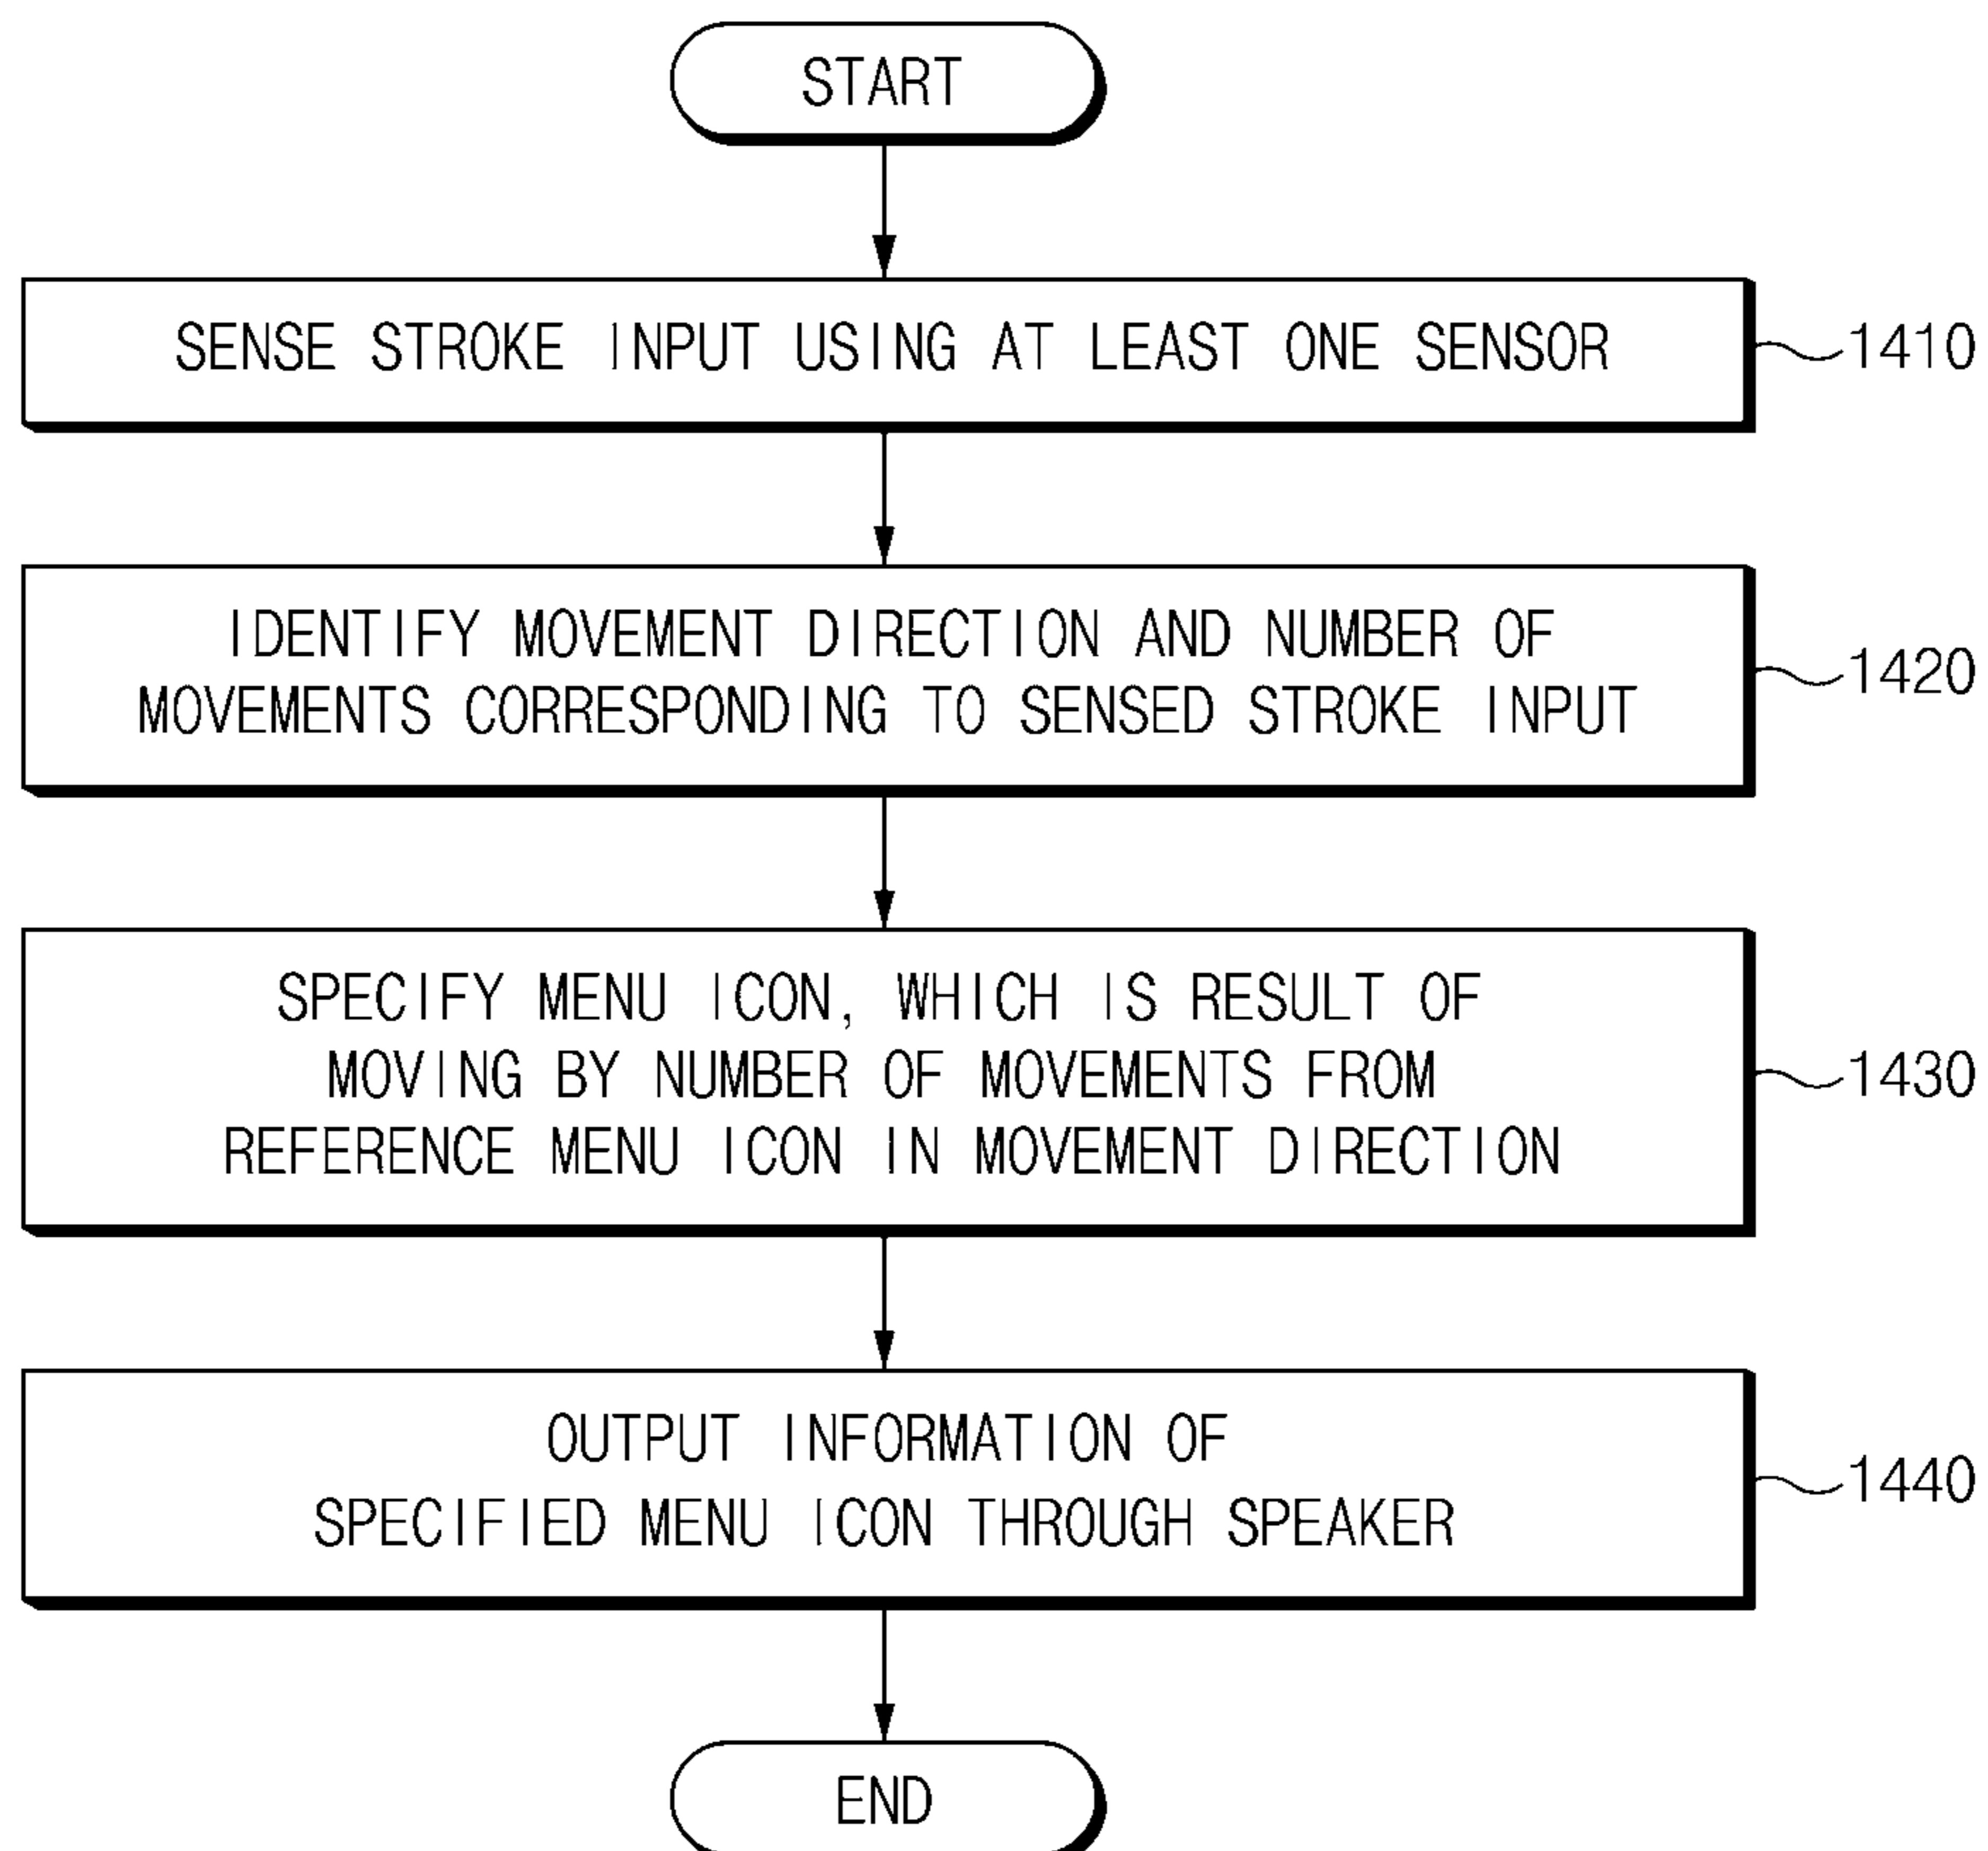 START
SENSE STROKE INPUT USING AT LEAST ONE SENSOR
1410
IDENTIFY MOVEMENT DIRECTION AND NUMBER OF
MOVEMENTS CORRESPONDING TO SENSED STROKE INPUT
1420
SPECIFY MENU ICON, WHICH IS RESULT OF
MOVING BY NUMBER OF MOVEMENTS FROM
REFERENCE MENU ICON IN MOVEMENT DIRECTION
1430
OUTPUT INFORMATION OF
SPECIFIED MENU ICON THROUGH SPEAKER
1440
END